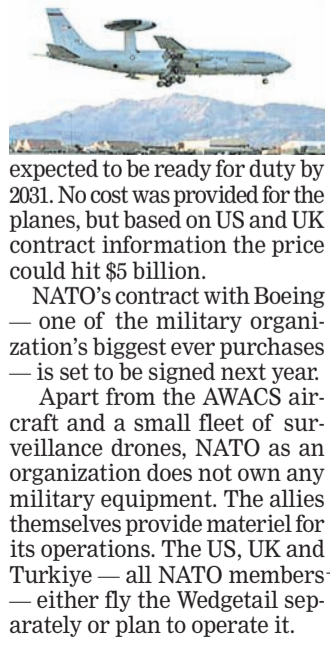 expected to be ready for duty by
2031. No cost was provided for the
planes, but based on US and UK
contract information the price
could hit $5 billion.
NATO's contract with Boeing
— one of the military organi-
zation's biggest ever purchases
— is set to be signed next year.
Apart from the AWACS air-
craft and a small fleet of sur-
veillance drones, NATO as an
organization does not own any
military equipment. The allies
themselves provide materiel for
its operations. The US, UK and
Turkiye — all NATO members
— either fly the Wedgetail sep-
arately or plan to operate it.